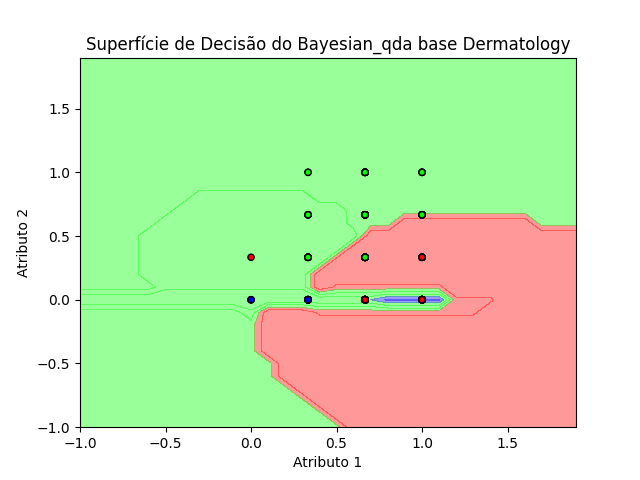 Superfície de Decisão do Bayesian_qda base Dermatology
1.5
1.0
0.5
0.0
−0.5
−1.0
Atributo 2
−1.0 −0.5 0.0 0.5 1.0 1.5
Atributo 1